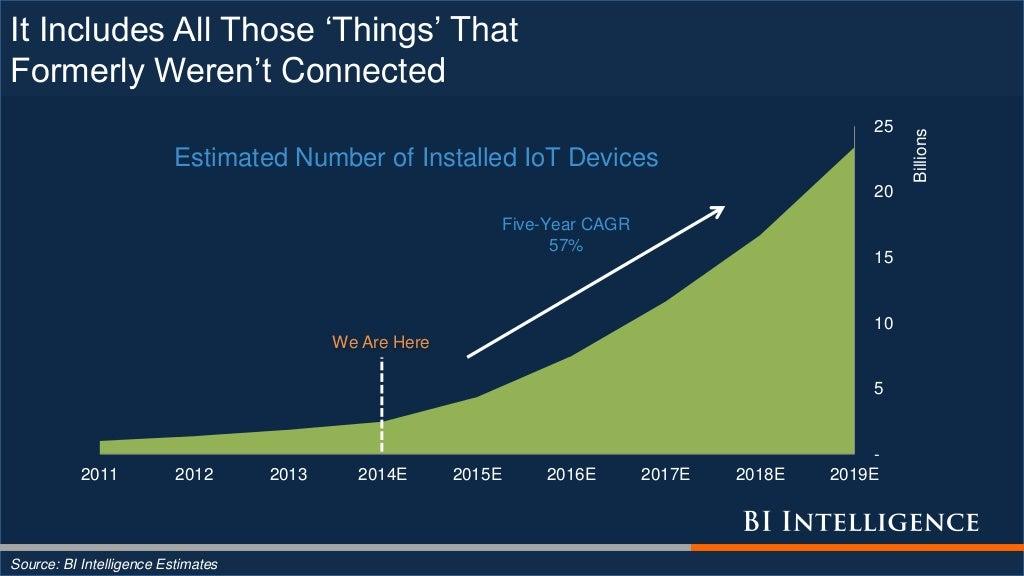 It Includes All Those ‘Things’ That
Formerly Weren’t Connected
Estimated Number of Installed IoT Devices
Five-Year CAGR
57%
We Are Here
25
20
15
10
5
-
Billions
2011 2012 2013 2014E 2015E 2016E 2017E 2018E 2019E
BI INTELLIGENCE
Source: BI Intelligence Estimates